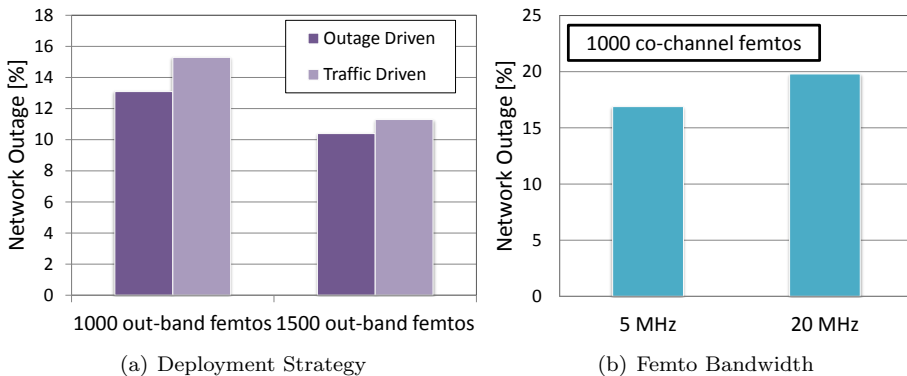 Network Outage [%]
18
16
14
12
10
8
6
4
2
0
Outage Driven
Traffic Driven
1000 out-band femtos 1500 out-band femtos
(a) Deployment Strategy
Network Outage [%]
25
20
15
10
5
0
1000 co-channel femtos
5 MHz 20 MHz
(b) Femto Bandwidth